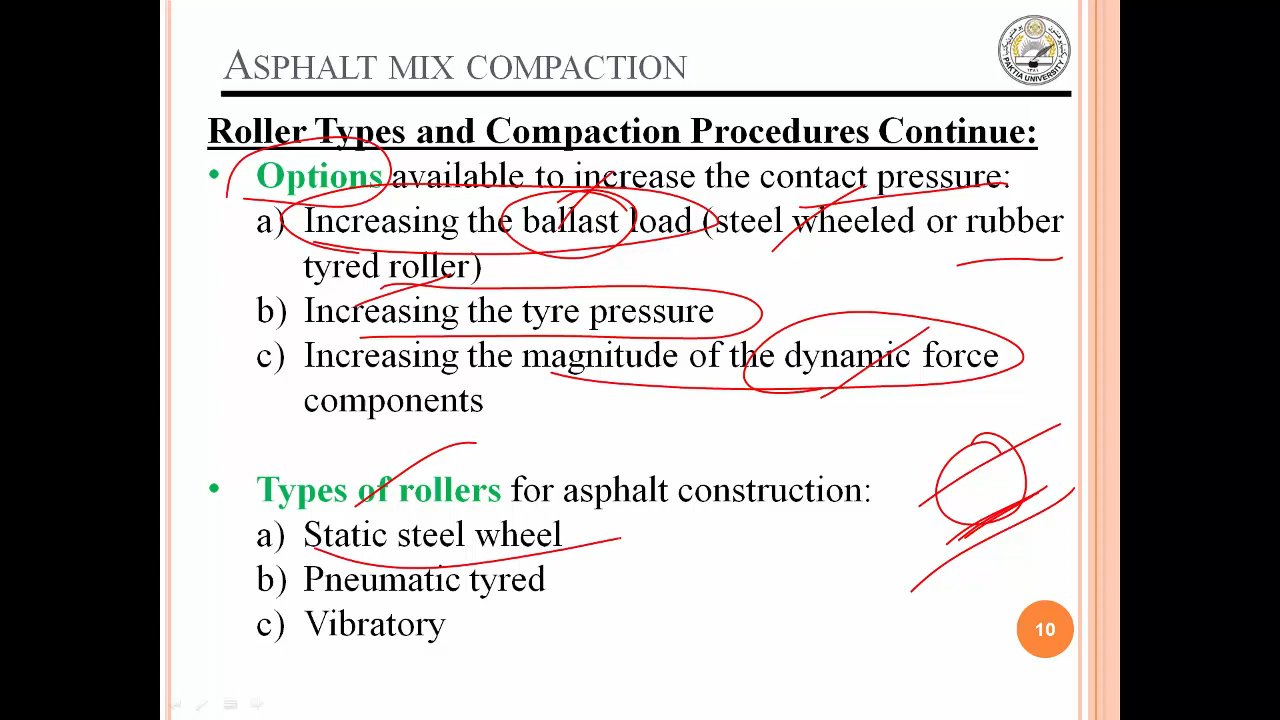 ASPHALT MIX COMPACTION
PAKTIA UNIVERSITY
Roller Types and Compaction Procedures Continue:
• Options available to increase the contact pressure:
a) Increasing the ballast load (steel wheeled or rubber
tyred roller)
b) Increasing the tyre pressure
c) Increasing the magnitude of the dynamic force
components
• Types of rollers for asphalt construction:
a) Static steel wheel
b) Pneumatic tyred
c) Vibratory
10